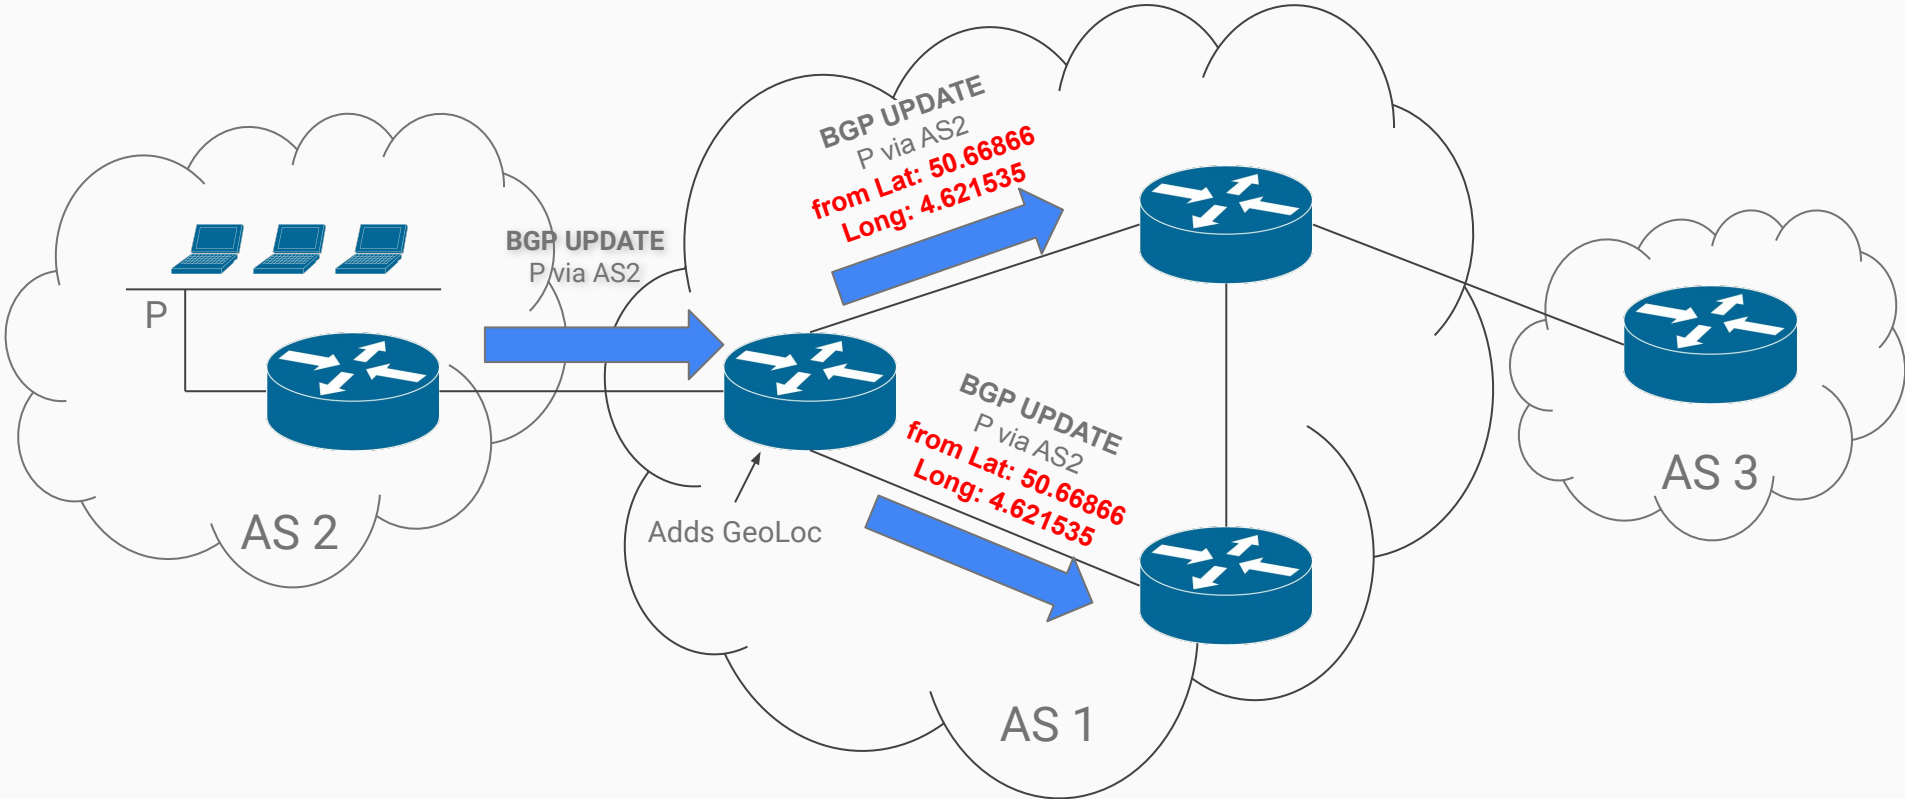 BGP UPDATE
P via AS2
from Lat: 50.66866
Long: 4.621535
BGP UPDATE
P via AS2
P
BGP UPDATE
P via AS2
from Lat: 50.66866
Long: 4.621535
Adds GeoLoc
AS 2
AS 1
AS 3